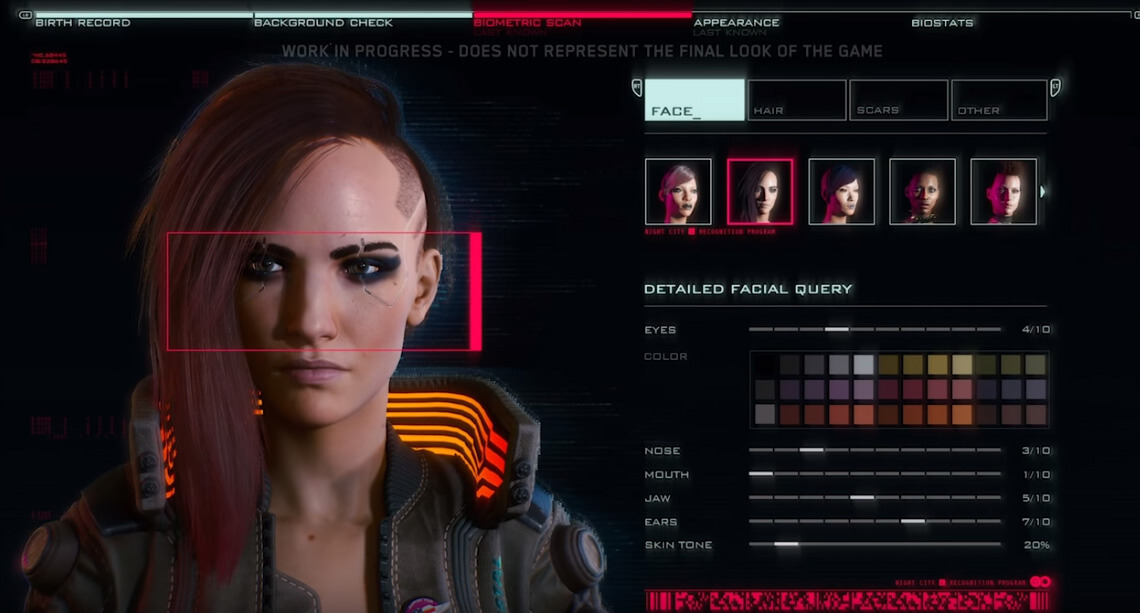 BIRTH RECORD
BACKGROUND CHECK
BIOMETRIC SCAN
APPEARANCE
BIOSTATS
LAST KNOWN
LAST KNOWN
WORK IN PROGRESS - DOES NOT REPRESENT THE FINAL LOOK OF THE GAME
FACE_
HAIR
SCARS
OTHER
NIGHT CITY RECOGNITION PROGRAM
DETAILED FACIAL QUERY
EYES 4/10
COLOR
NOSE 3/10
MOUTH 1/10
JAW 5/10
EARS 7/10
SKIN TONE 20%
NIGHT CITY RECOGNITION PROGRAM